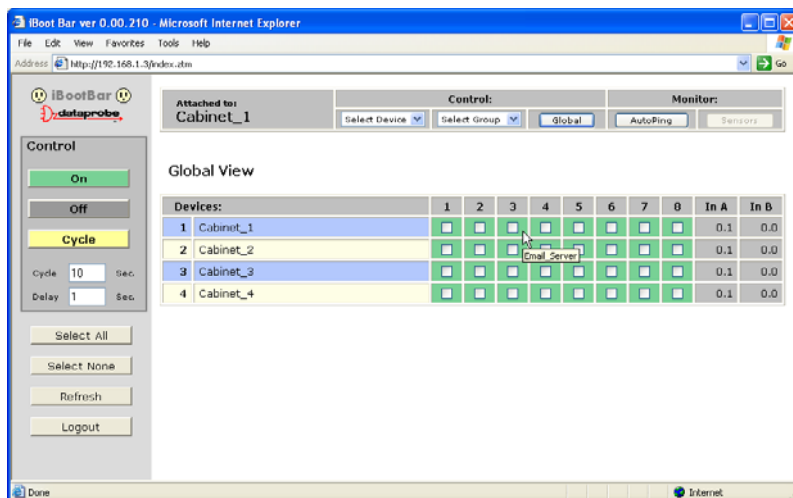 iBoot Bar ver 0.00.210 - Microsoft Internet Explorer
File Edit View Favorites Tools Help
Address http://192.168.1.3/index.ztm Go
iBootBar
dataprobe
Attached to:
Cabinet_1
Control: Monitor:
Select Device Select Group Global AutoPing Sensors
Control
On
Off
Cycle
Cycle 10 Sec.
Delay 1 Sec.
Select All
Select None
Refresh
Logout
Global View
Devices: 1 2 3 4 5 6 7 8 In A In B
1 Cabinet_1 0.1 0.0
2 Cabinet_2 0.1 0.0
Email_Server
3 Cabinet_3 0.1 0.0
4 Cabinet_4 0.1 0.0
Done Internet